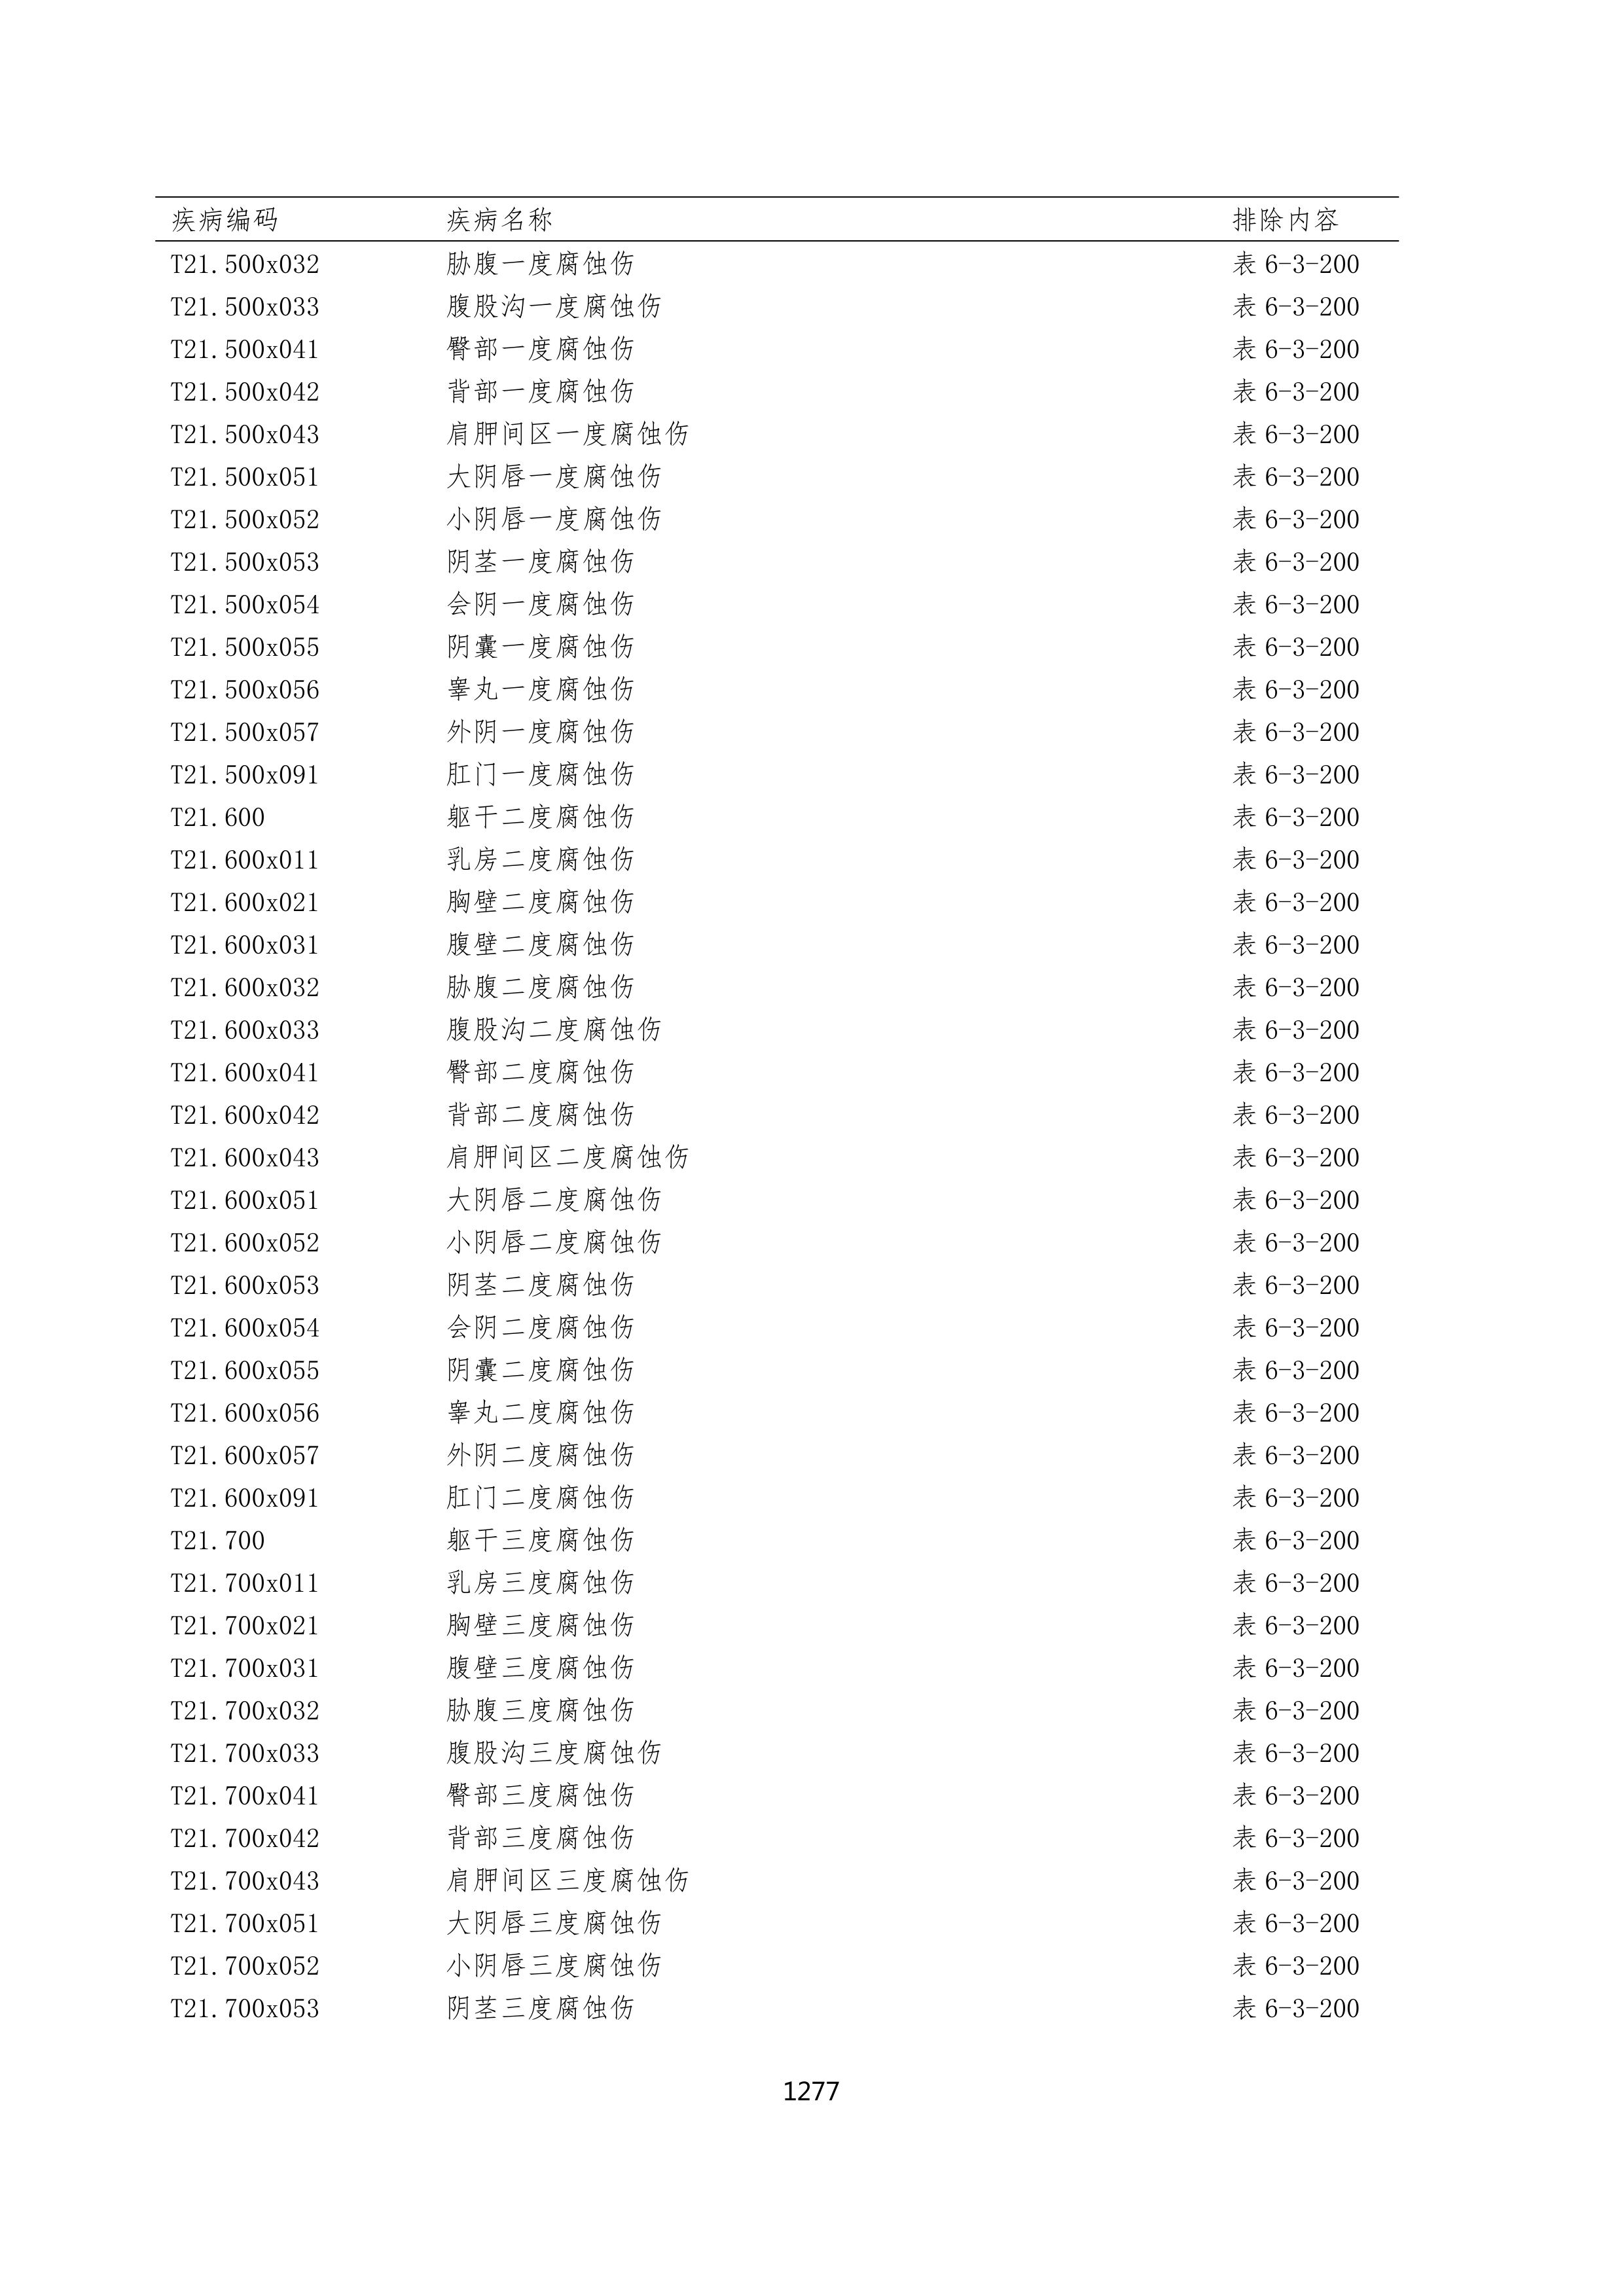 疾病编码 疾病名称 排除内容
T21.500x032 胁腹一度腐蚀伤 表 6-3-200
T21.500x033 腹股沟一度腐蚀伤 表 6-3-200
T21.500x041 臀部一度腐蚀伤 表 6-3-200
T21.500x042 背部一度腐蚀伤 表 6-3-200
T21.500x043 肩胛间区一度腐蚀伤 表 6-3-200
T21.500x051 大阴唇一度腐蚀伤 表 6-3-200
T21.500x052 小阴唇一度腐蚀伤 表 6-3-200
T21.500x053 阴茎一度腐蚀伤 表 6-3-200
T21.500x054 会阴一度腐蚀伤 表 6-3-200
T21.500x055 阴囊一度腐蚀伤 表 6-3-200
T21.500x056 睾丸一度腐蚀伤 表 6-3-200
T21.500x057 外阴一度腐蚀伤 表 6-3-200
T21.500x091 肛门一度腐蚀伤 表 6-3-200
T21.600 躯干二度腐蚀伤 表 6-3-200
T21.600x011 乳房二度腐蚀伤 表 6-3-200
T21.600x021 胸壁二度腐蚀伤 表 6-3-200
T21.600x031 腹壁二度腐蚀伤 表 6-3-200
T21.600x032 胁腹二度腐蚀伤 表 6-3-200
T21.600x033 腹股沟二度腐蚀伤 表 6-3-200
T21.600x041 臀部二度腐蚀伤 表 6-3-200
T21.600x042 背部二度腐蚀伤 表 6-3-200
T21.600x043 肩胛间区二度腐蚀伤 表 6-3-200
T21.600x051 大阴唇二度腐蚀伤 表 6-3-200
T21.600x052 小阴唇二度腐蚀伤 表 6-3-200
T21.600x053 阴茎二度腐蚀伤 表 6-3-200
T21.600x054 会阴二度腐蚀伤 表 6-3-200
T21.600x055 阴囊二度腐蚀伤 表 6-3-200
T21.600x056 睾丸二度腐蚀伤 表 6-3-200
T21.600x057 外阴二度腐蚀伤 表 6-3-200
T21.600x091 肛门二度腐蚀伤 表 6-3-200
T21.700 躯干三度腐蚀伤 表 6-3-200
T21.700x011 乳房三度腐蚀伤 表 6-3-200
T21.700x021 胸壁三度腐蚀伤 表 6-3-200
T21.700x031 腹壁三度腐蚀伤 表 6-3-200
T21.700x032 胁腹三度腐蚀伤 表 6-3-200
T21.700x033 腹股沟三度腐蚀伤 表 6-3-200
T21.700x041 臀部三度腐蚀伤 表 6-3-200
T21.700x042 背部三度腐蚀伤 表 6-3-200
T21.700x043 肩胛间区三度腐蚀伤 表 6-3-200
T21.700x051 大阴唇三度腐蚀伤 表 6-3-200
T21.700x052 小阴唇三度腐蚀伤 表 6-3-200
T21.700x053 阴茎三度腐蚀伤 表 6-3-200
1277